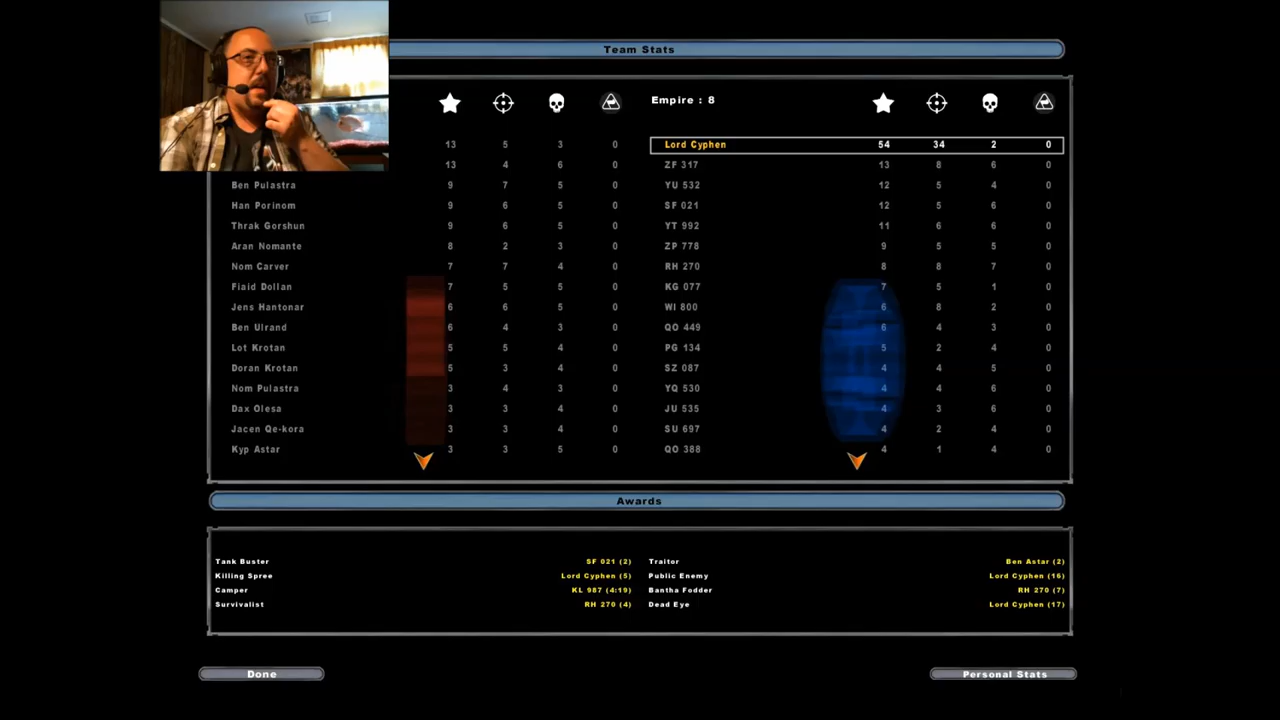 Team Stats
Empire : 8
13 5 3 0
Lord Cyphen 54 34 2 0
13 4 6 0
ZF 317 13 8 6 0
Ben Pulastra 9 7 5 0
YU 532 12 5 4 0
Han Porinom 9 6 5 0
SF 021 12 5 6 0
Thrak Gorshun 9 6 5 0
YT 992 11 6 6 0
Aran Nomante 8 2 3 0
ZP 778 9 5 5 0
Nom Carver 7 7 4 0
RH 270 8 8 7 0
Fiaid Dollan 7 5 5 0
KG 077 7 5 1 0
Jens Hantonar 6 6 5 0
WI 800 6 8 2 0
Ben Ulrand 6 4 3 0
QO 449 6 4 3 0
Lot Krotan 5 5 4 0
PG 134 5 2 4 0
Doran Krotan 5 3 4 0
SZ 087 4 4 5 0
Nom Pulastra 3 4 3 0
YQ 530 4 4 6 0
Dax Olesa 3 3 4 0
JU 535 4 3 6 0
Jacen Qe-kora 3 3 4 0
SU 697 4 2 4 0
Kyp Astar 3 3 5 0
QO 388 4 1 4 0
Awards
Tank Buster SF 021 (2)
Traitor Ben Astar (2)
Killing Spree Lord Cyphen (5)
Public Enemy Lord Cyphen (16)
Camper KL 987 (4:19)
Bantha Fodder RH 270 (7)
Survivalist RH 270 (4)
Dead Eye Lord Cyphen (17)
Done
Personal Stats